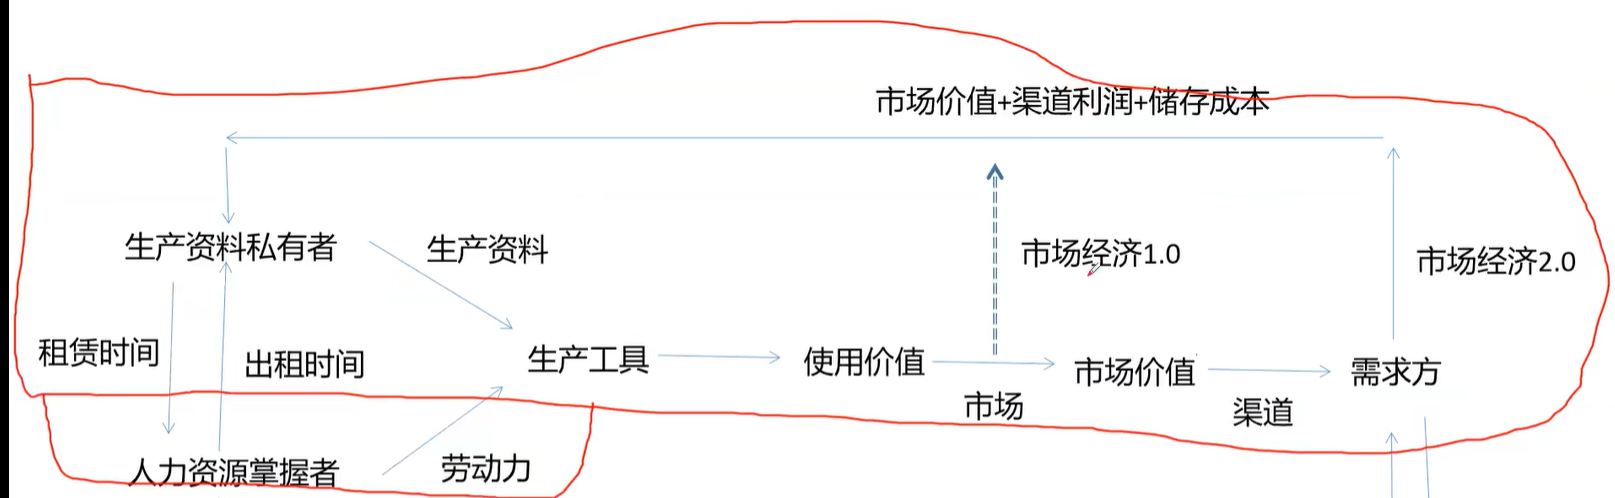 市场价值+渠道利润+储存成本
生产资料私有者
生产资料
市场经济1.0
市场经济2.0
租赁时间
出租时间
生产工具
使用价值
市场价值
需求方
市场
渠道
人力资源掌握者
劳动力